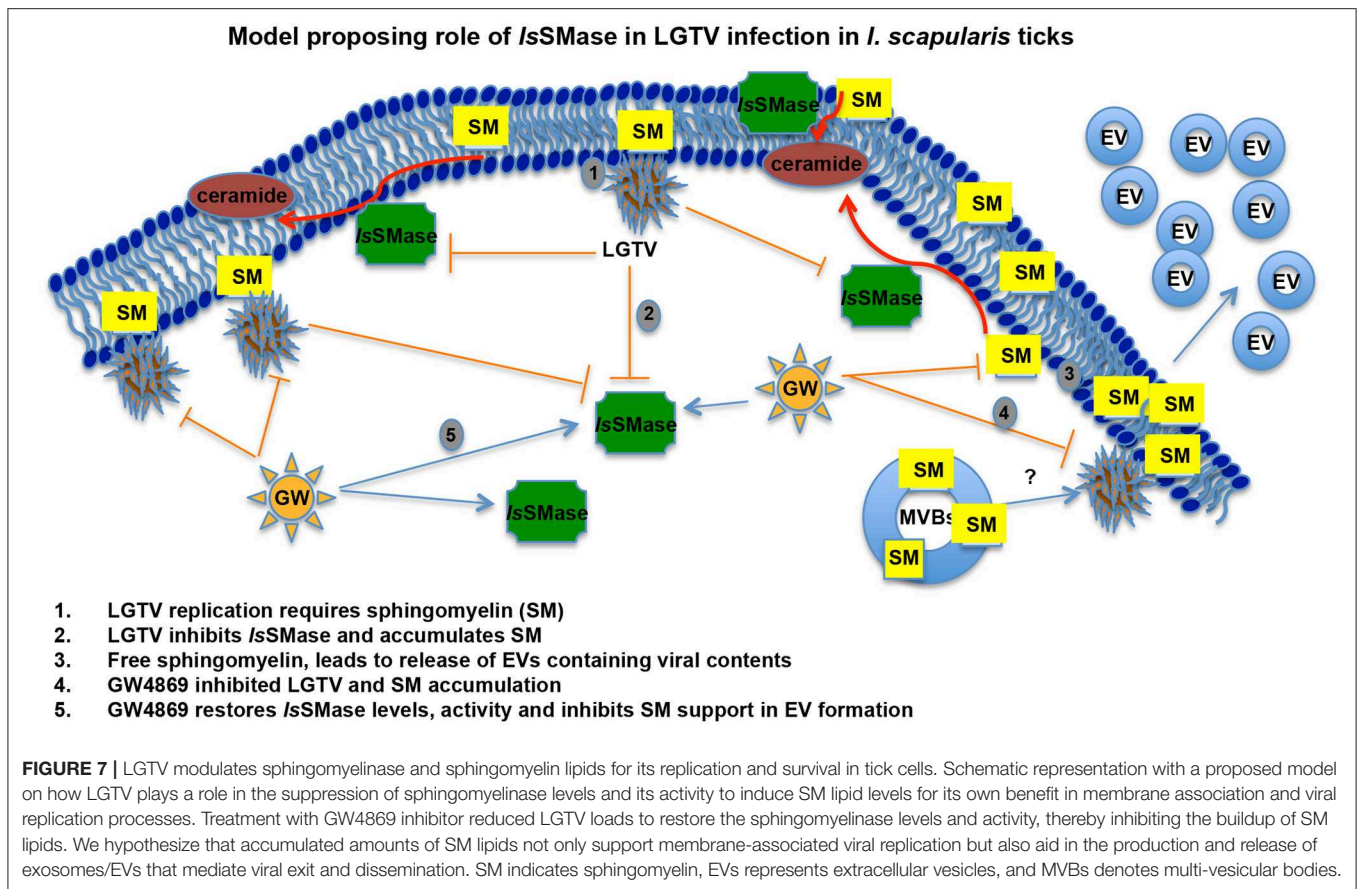 Model proposing role of IsSMase in LGTV infection in I. scapularis ticks
IsSMase
SM
SM
SM
EV
EV
EV
EV
EV
EV
EV
EV
EV
ceramide
ceramide
1
SM
IsSMase
LGTV
SM
SM
IsSMase
2
SM
SM
3
GW
4
SM
SM
SM
IsSMase
5
GW
IsSMase
SM
MVBs
SM
SM
?
1. LGTV replication requires sphingomyelin (SM)
2. LGTV inhibits IsSMase and accumulates SM
3. Free sphingomyelin, leads to release of EVs containing viral contents
4. GW4869 inhibited LGTV and SM accumulation
5. GW4869 restores IsSMase levels, activity and inhibits SM support in EV formation
FIGURE 7 | LGTV modulates sphingomyelinase and sphingomyelin lipids for its replication and survival in tick cells. Schematic representation with a proposed model
on how LGTV plays a role in the suppression of sphingomyelinase levels and its activity to induce SM lipid levels for its own benefit in membrane association and viral
replication processes. Treatment with GW4869 inhibitor reduced LGTV loads to restore the sphingomyelinase levels and activity, thereby inhibiting the buildup of SM
lipids. We hypothesize that accumulated amounts of SM lipids not only support membrane-associated viral replication but also aid in the production and release of
exosomes/EVs that mediate viral exit and dissemination. SM indicates sphingomyelin, EVs represents extracellular vesicles, and MVBs denotes multi-vesicular bodies.